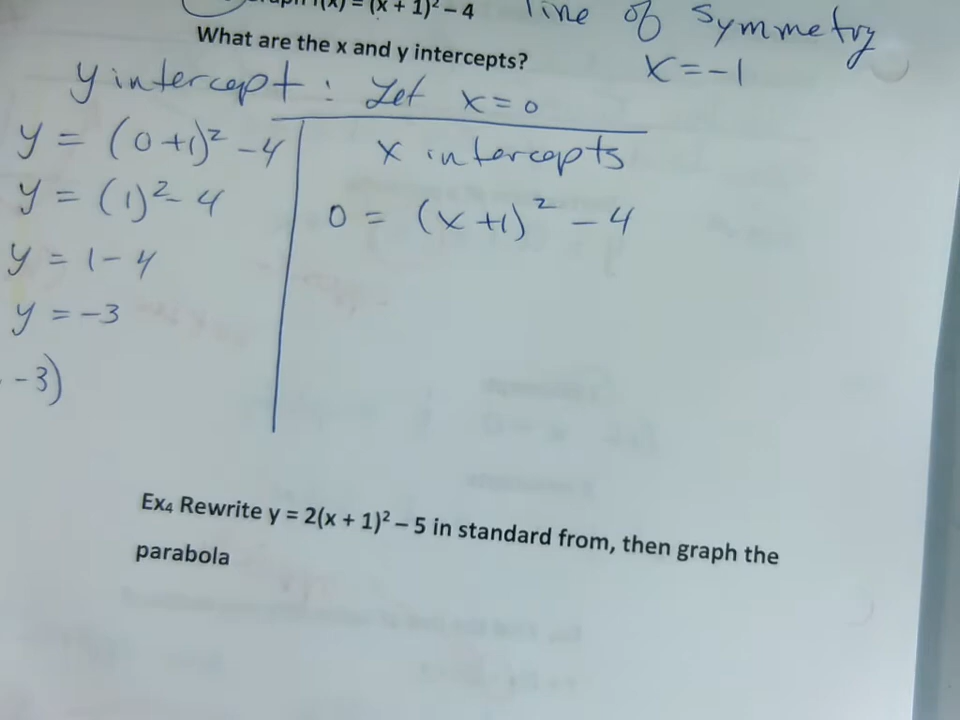 f(x) = (x + 1)² – 4
line of symmetry
x = -1
What are the x and y intercepts?
y intercept : Let x = 0
y = (0+1)² - 4
y = (1)² - 4
y = 1 - 4
y = -3
-3)
x intercepts
0 = (x+1)² - 4
Ex₄ Rewrite y = 2(x + 1)² – 5 in standard from, then graph the
parabola